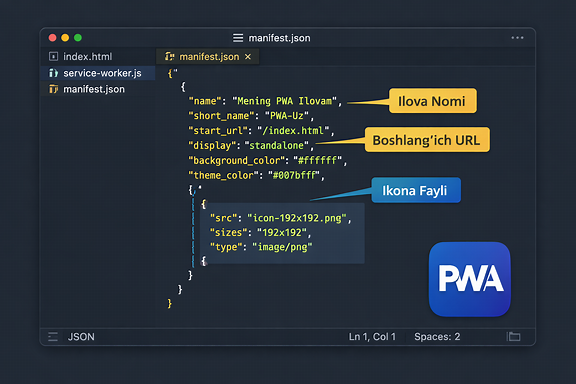 manifest.json
index.html
manifest.json ×
service-worker.js
manifest.json
{"
{
"name": "Mening PWA Ilovam",
"short_name": "PWA-Uz",
"start_url": "/index.html",
"display": "standalone",
"background_color": "#ffffff",
"theme_color": "#007bfff",
{
{
"src": "icon-192x192.png",
"sizes": "192x192",
"type": "image/png"
{
}
}
}
Ilova Nomi
Boshlang'ich URL
Ikona Fayli
PWA
JSON
Ln 1, Col 1
Spaces: 2